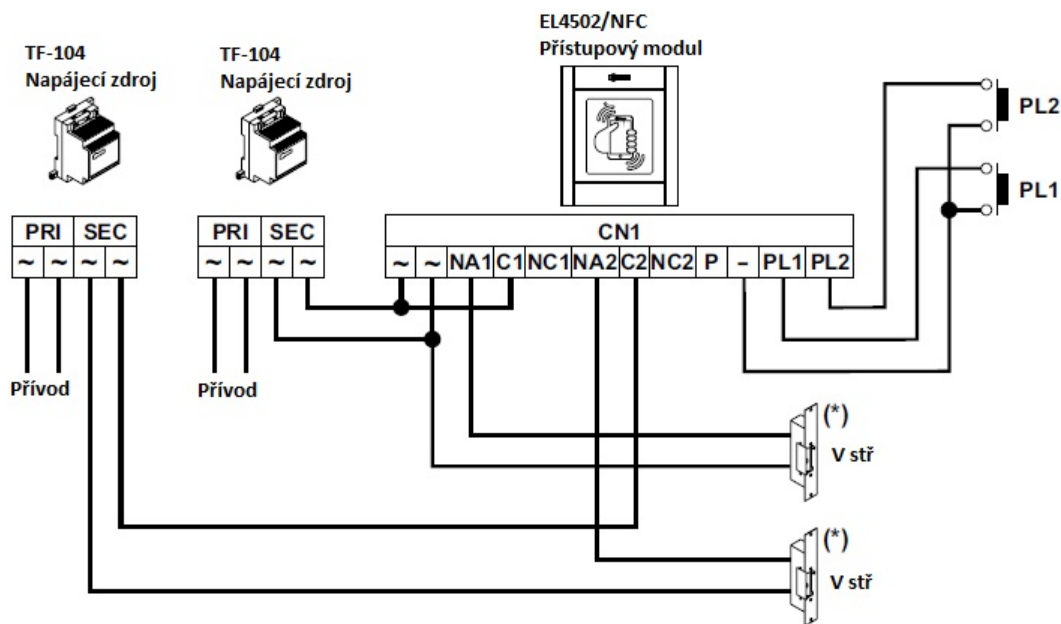 EL4502/NFC
Přístupový modul
TF-104
Napájecí zdroj
TF-104
Napájecí zdroj
PL2
PL1
PRI SEC
~ ~ ~ ~
PRI SEC
~ ~ ~ ~
CN1
~ ~ NA1 C1 NC1 NA2 C2 NC2 P - PL1 PL2
Přívod
Přívod
(*)
V stř
(*)
V stř